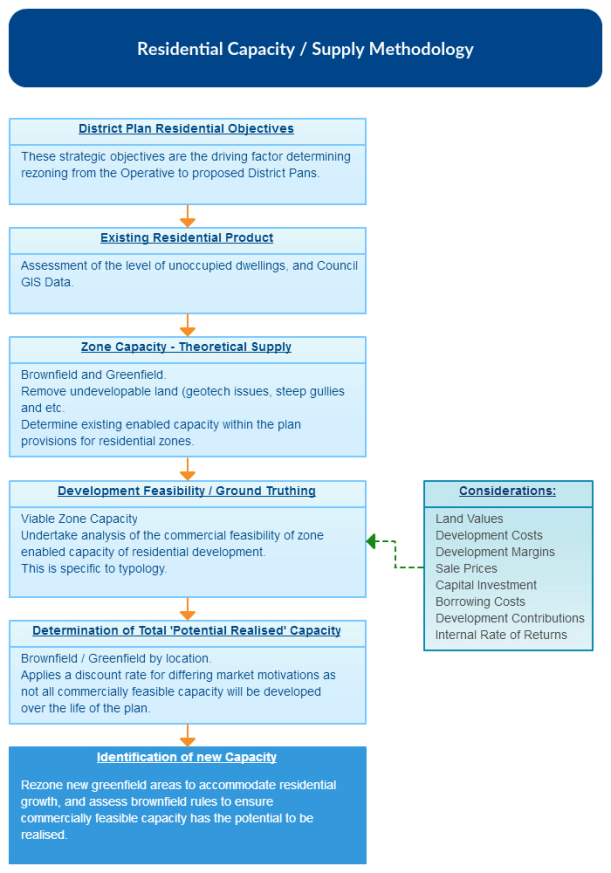 Residential Capacity / Supply Methodology
District Plan Residential Objectives
These strategic objectives are the driving factor determining
rezoning from the Operative to proposed District Pans.
Existing Residential Product
Assessment of the level of unoccupied dwellings, and Council
GIS Data.
Zone Capacity - Theoretical Supply
Brownfield and Greenfield.
Remove undevelopable land (geotech issues, steep gullies
and etc.
Determine existing enabled capacity within the plan
provisions for residential zones.
Development Feasibility / Ground Truthing
Viable Zone Capacity
Undertake analysis of the commercial feasibility of zone
enabled capacity of residential development.
This is specific to typology.
Considerations:
Land Values
Development Costs
Development Margins
Sale Prices
Capital Investment
Borrowing Costs
Development Contributions
Internal Rate of Returns
Determination of Total 'Potential Realised' Capacity
Brownfield / Greenfield by location.
Applies a discount rate for differing market motivations as
not all commercially feasible capacity will be developed
over the life of the plan.
Identification of new Capacity
Rezone new greenfield areas to accommodate residential
growth, and assess brownfield rules to ensure
commercially feasible capacity has the potential to be
realised.